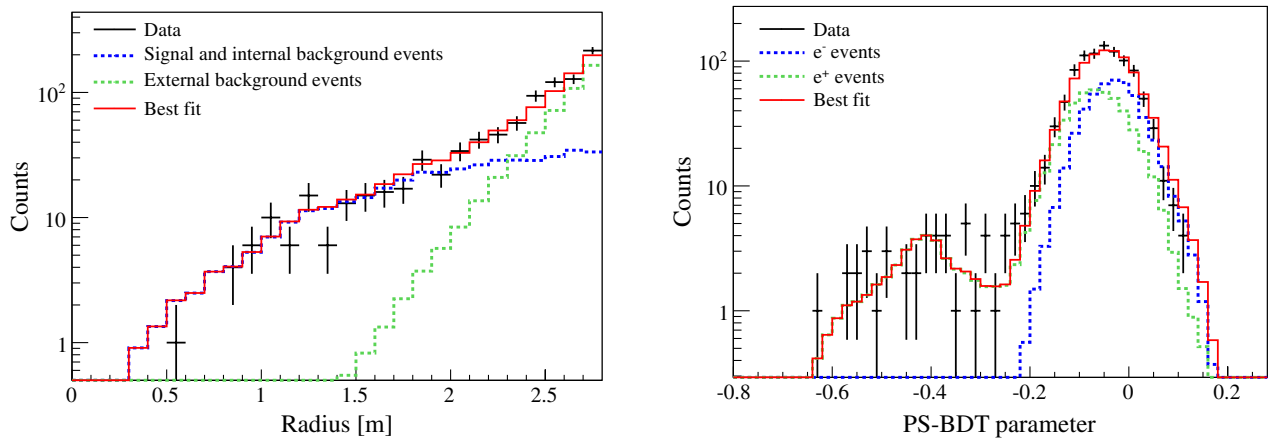 Data
Signal and internal background events
External background events
Best fit
Counts
10²
10
1
0 0.5 1 1.5 2 2.5
Radius [m]
Data
e⁻ events
e⁺ events
Best fit
Counts
10²
10
1
-0.8 -0.6 -0.4 -0.2 0 0.2
PS-BDT parameter